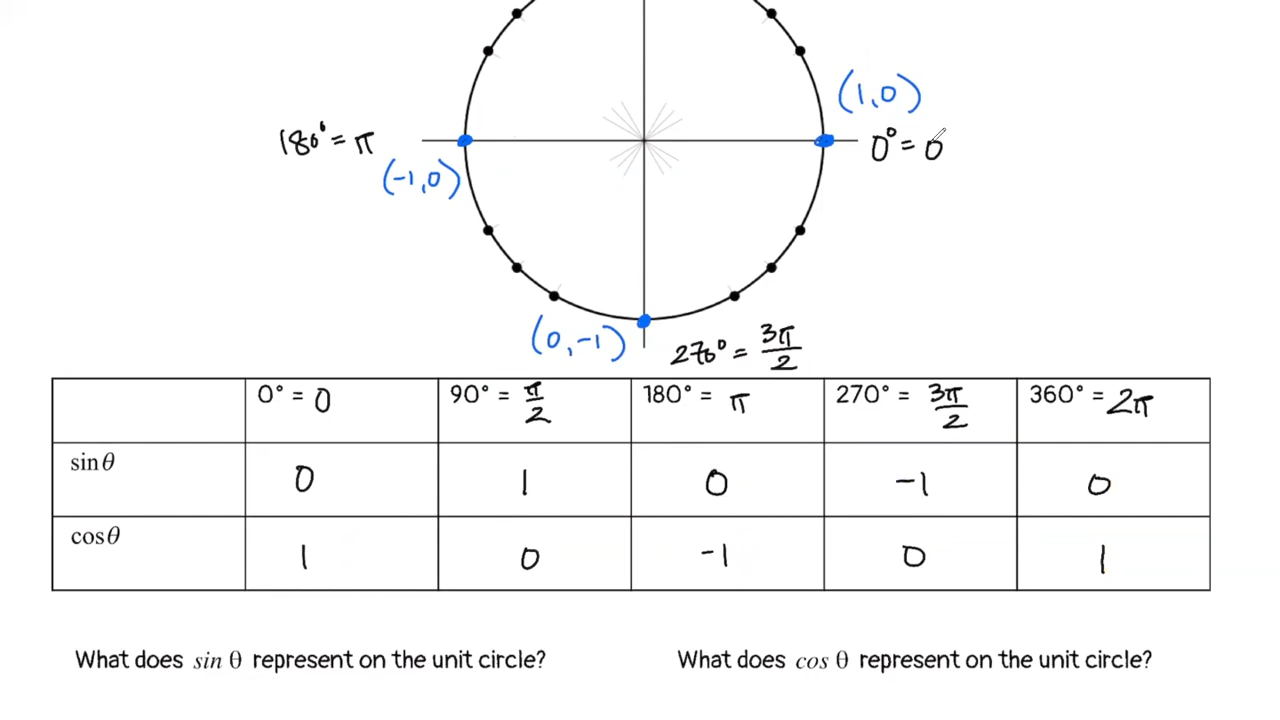 (1,0)
180° = π
0° = 0
(-1,0)
(0,-1)
270° = 3π/2
0° = 0
90° = π/2
180° = π
270° = 3π/2
360° = 2π
sin θ
0
1
0
-1
0
cos θ
1
0
-1
0
1
What does sin θ represent on the unit circle?
What does cos θ represent on the unit circle?